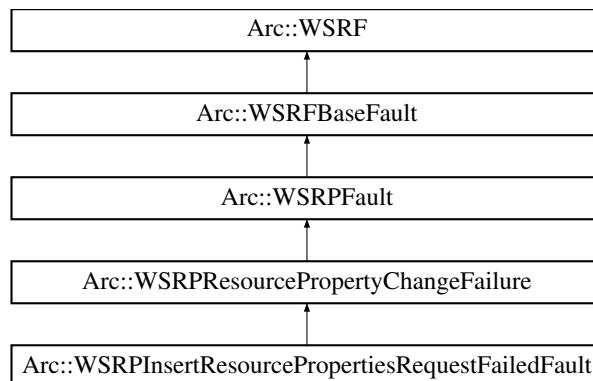 Arc::WSRF
Arc::WSRFBaseFault
Arc::WSRPFault
Arc::WSRPResourcePropertyChangeFailure
Arc::WSRPInsertResourcePropertiesRequestFailedFault